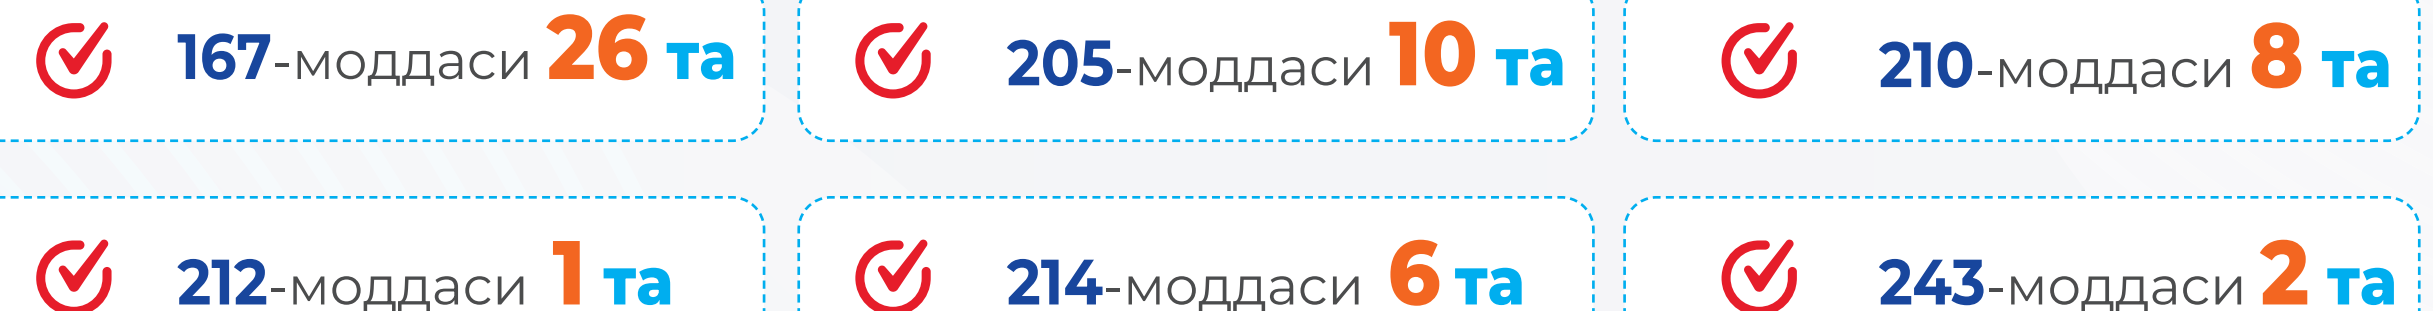 167-моддаси 26 та
205-моддаси 10 та
210-моддаси 8 та
212-моддаси 1 та
214-моддаси 6 та
243-моддаси 2 та